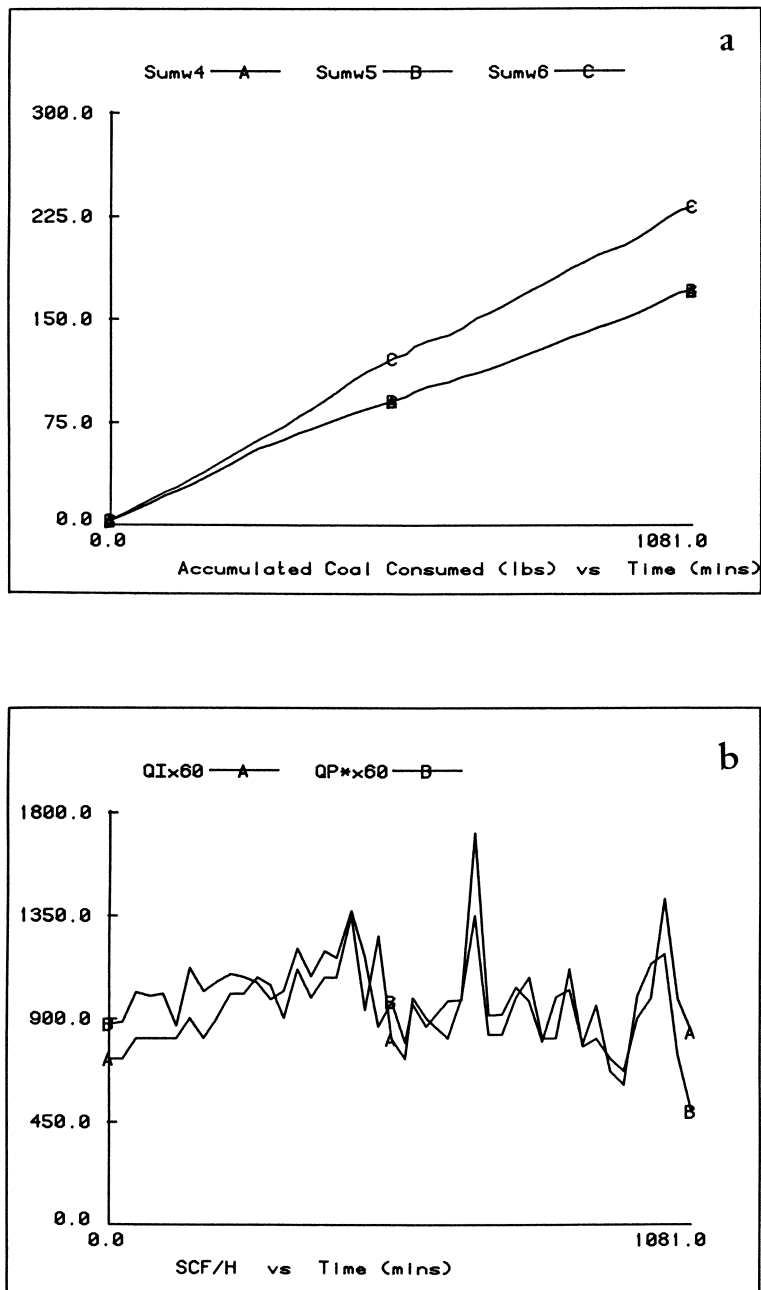 a
Sumw4 A Sumw5 B Sumw6 C
300.0
225.0
150.0
75.0
0.0
C
C
B
B
0.0 1081.0
Accumulated Coal Consumed (lbs) vs Time (mins)
b
QIx60 A QP*x60 B
1800.0
1350.0
900.0
450.0
0.0
B
A
B
A
A
B
0.0 1081.0
SCF/H vs Time (mins)